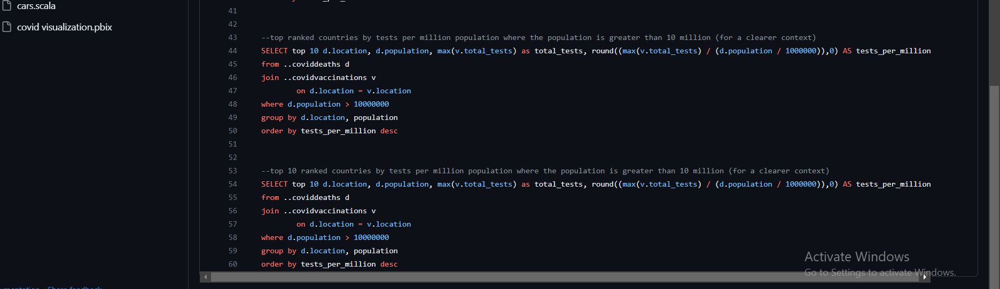 cars.scala
covid visualization.pbix
41
42
43 --top ranked countries by tests per million population where the population is greater than 10 million (for a clearer context)
44 SELECT top 10 d.location, d.population, max(v.total_tests) as total_tests, round((max(v.total_tests) / (d.population / 1000000)),0) AS tests_per_million
45 from ..coviddeaths d
46 join ..covidvaccinations v
47 on d.location = v.location
48 where d.population > 10000000
49 group by d.location, population
50 order by tests_per_million desc
51
52
53 --top 10 ranked countries by tests per million population where the population is greater than 10 million (for a clearer context)
54 SELECT top 10 d.location, d.population, max(v.total_tests) as total_tests, round((max(v.total_tests) / (d.population / 1000000)),0) AS tests_per_million
55 from ..coviddeaths d
56 join ..covidvaccinations v
57 on d.location = v.location
58 where d.population > 10000000
59 group by d.location, population
60 order by tests_per_million desc
Activate Windows
Go to Settings to activate Windows.
Share feedback